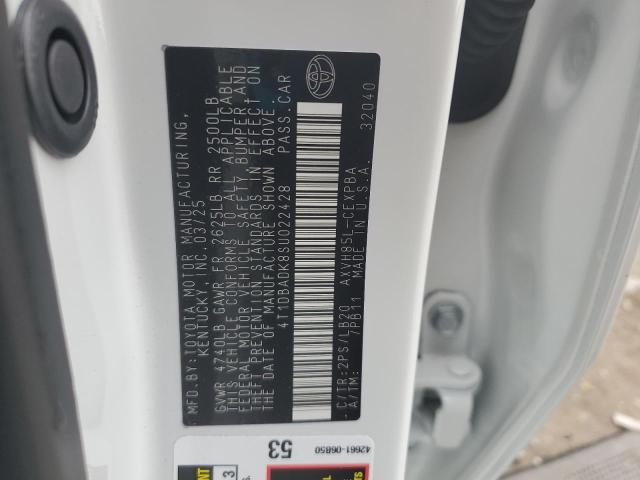 MFD. BY: TOYOTA MOTOR MANUFACTURING,
KENTUCKY, INC. 03/25
GVWR 4740LB GAWR FR 2625LB RR 2500LB
THIS VEHICLE CONFORMS TO ALL APPLICABLE
FEDERAL MOTOR VEHICLE SAFETY, BUMPER AND
THEFT PREVENTION STANDARDS IN EFFECT ON
THE DATE OF MANUFACTURE SHOWN ABOVE.
4T1DBADK8SU022428 PASS. CAR
C/TR: 2PS/LB20 AXVH85L-CEXPBA
A/TM: -/PB11 MADE IN U.S.A. 32040
53
42661-06B50
3